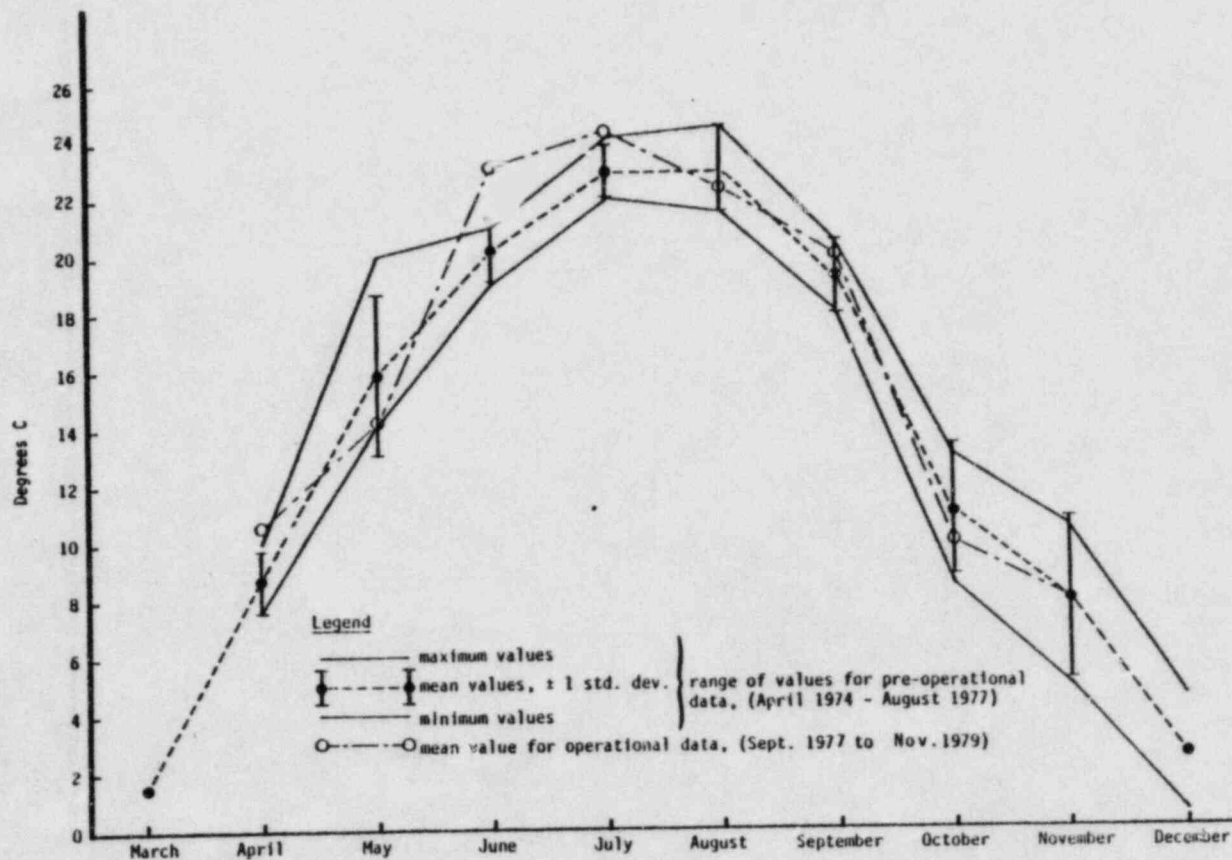 26
24
22
20
18
16
14
12
10
8
6
4
2
0
Degrees C
Legend
maximum values
mean values, ± 1 std. dev.
minimum values
range of values for pre-operational
data, (April 1974 - August 1977)
mean value for operational data, (Sept. 1977 to Nov.1979)
March April May June July August September October November December